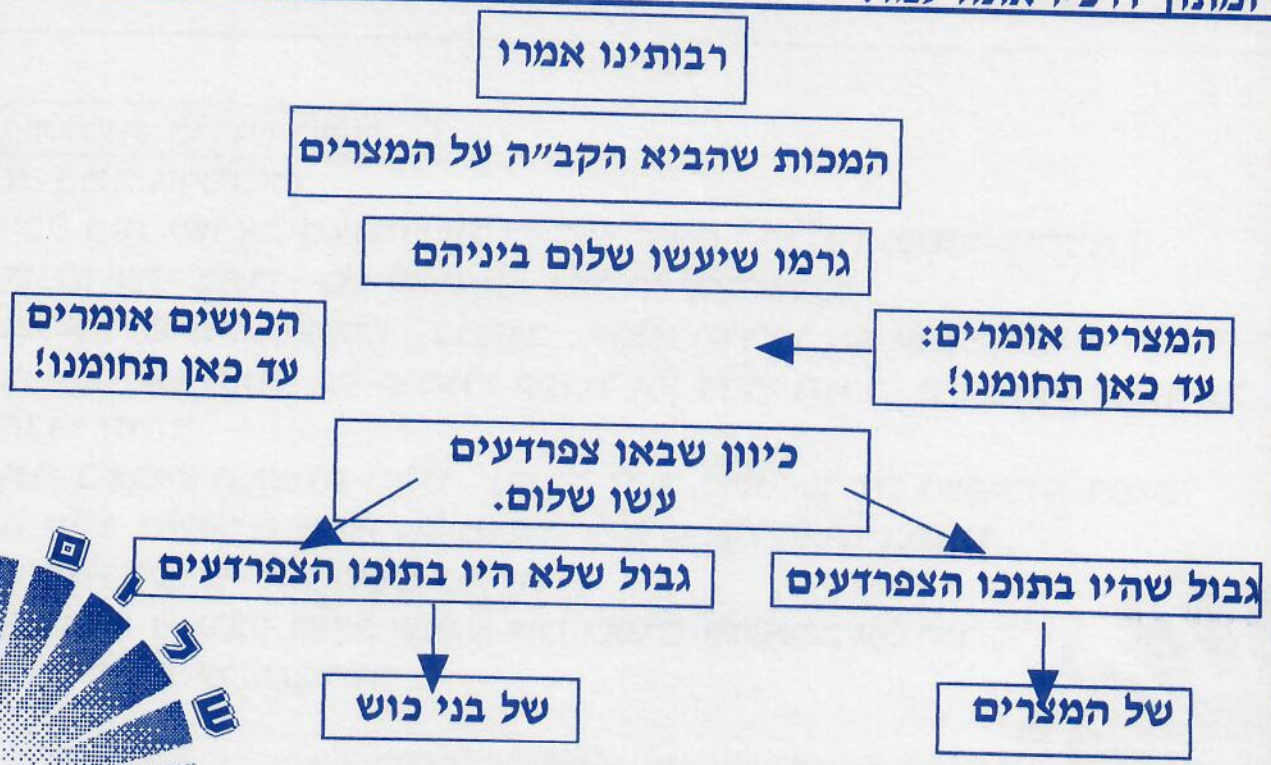 רבותינו אמרו
המכות שהביא הקב״ה על המצרים
גרמו שיעשו שלום ביניהם
המצרים אומרים:
עד כאן תחומנו!
הכושים אומרים
עד כאן תחומנו!
כיוון שבאו צפרדעים
עשו שלום.
גבול שהיו בתוכו הצפרדעים
גבול שלא היו בתוכו הצפרדעים
של המצרים
של בני כוש